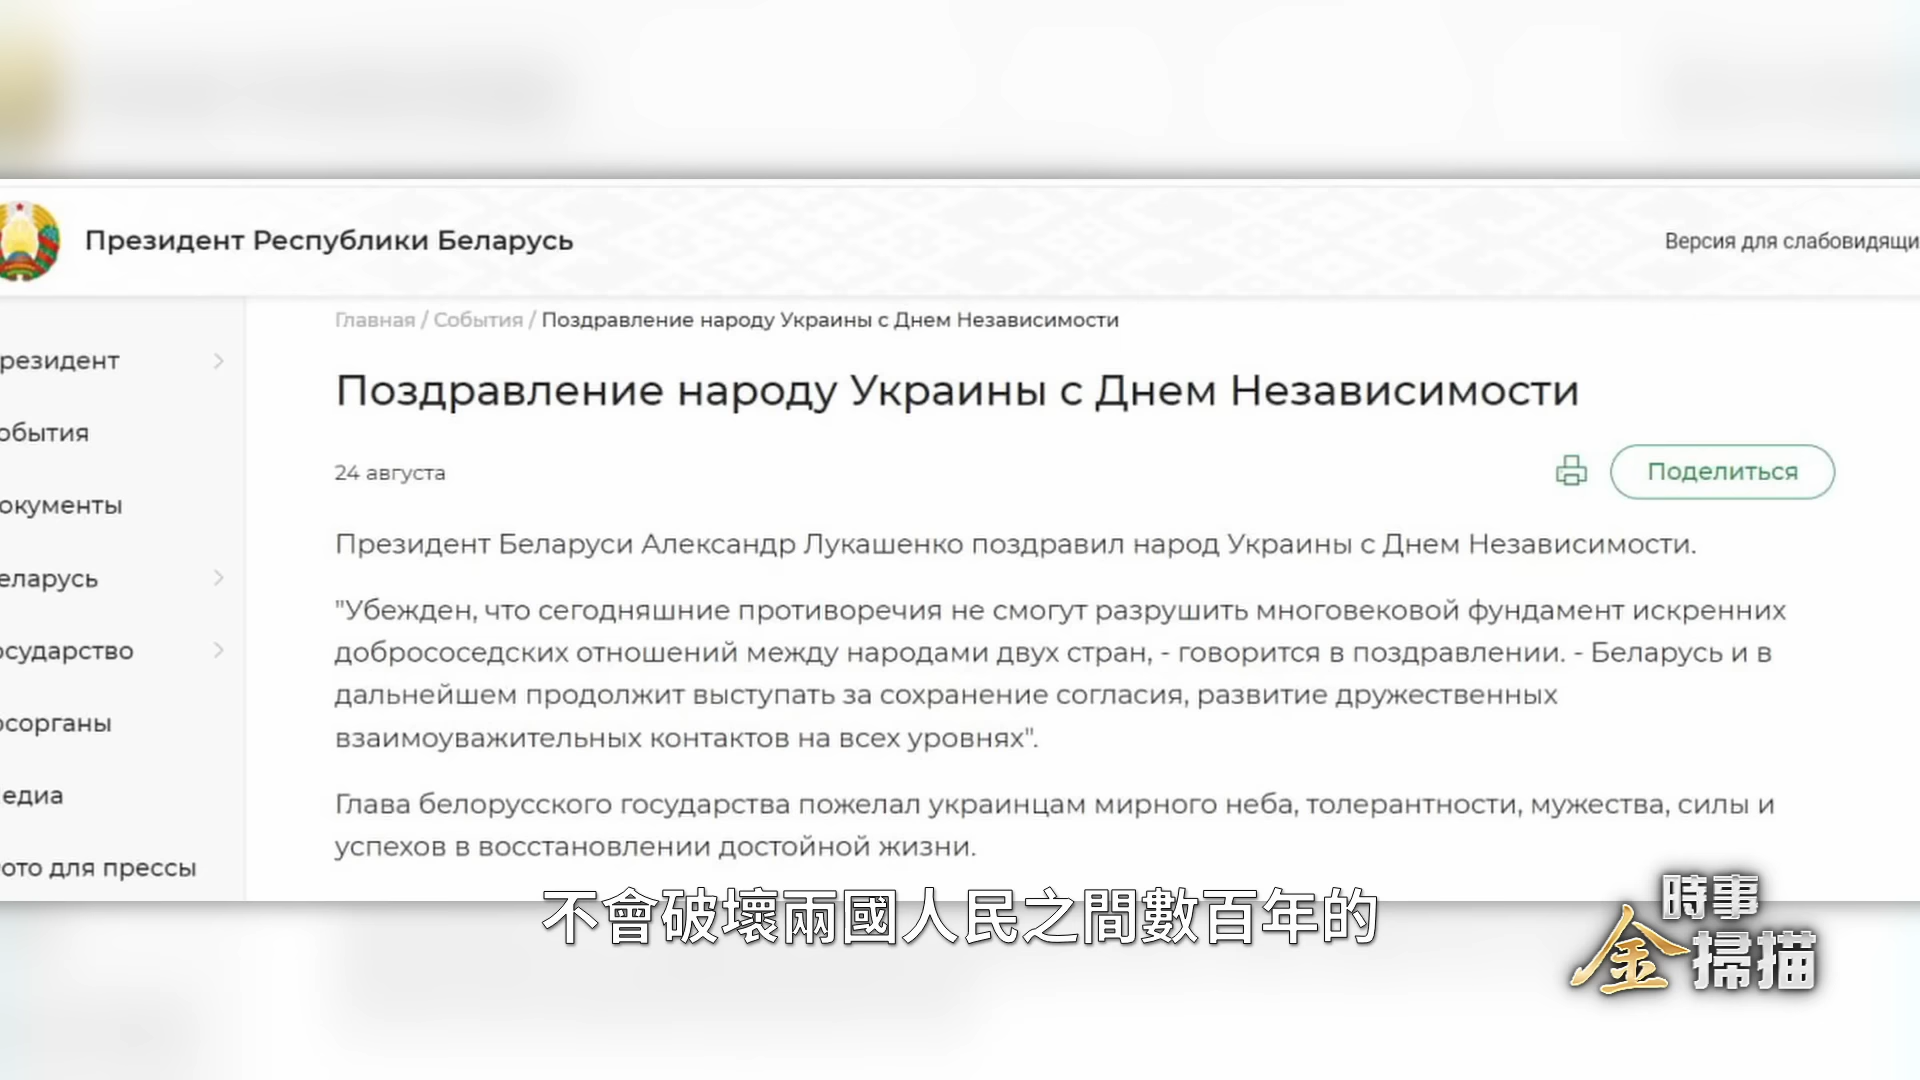 Президент Республики Беларусь
Версия для слабовидящи
Главная / События / Поздравление народу Украины с Днем Независимости
резидент
обытия
окументы
еларусь
осударство
осорганы
едиа
ото для прессы
Поздравление народу Украины с Днем Независимости
24 августа
Поделиться
Президент Беларуси Александр Лукашенко поздравил народ Украины с Днем Независимости.
"Убежден, что сегодняшние противоречия не смогут разрушить многовековой фундамент искренних
добрососедских отношений между народами двух стран, - говорится в поздравлении. - Беларусь и в
дальнейшем продолжит выступать за сохранение согласия, развитие дружественных
взаимоуважительных контактов на всех уровнях".
Глава белорусского государства пожелал украинцам мирного неба, толерантности, мужества, силы и
успехов в восстановлении достойной жизни.
不會破壞兩國人民之間數百年的
時事
金掃描